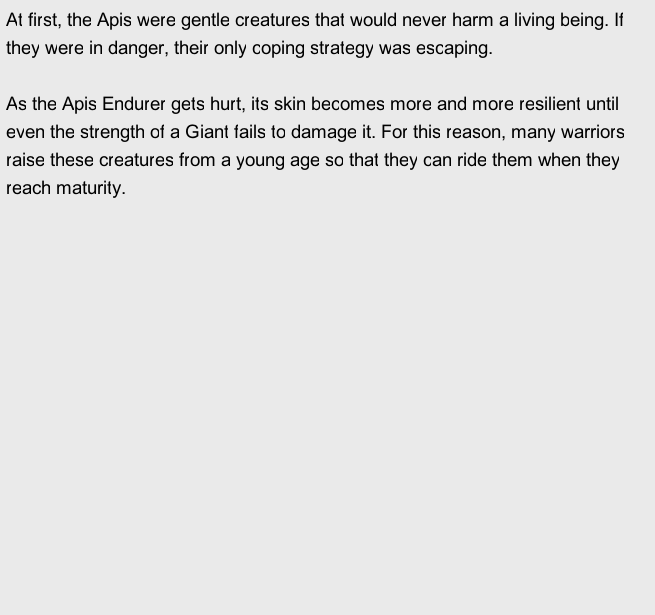 At first, the Apis were gentle creatures that would never harm a living being. If
they were in danger, their only coping strategy was escaping.
As the Apis Endurer gets hurt, its skin becomes more and more resilient until
even the strength of a Giant fails to damage it. For this reason, many warriors
raise these creatures from a young age so that they can ride them when they
reach maturity.